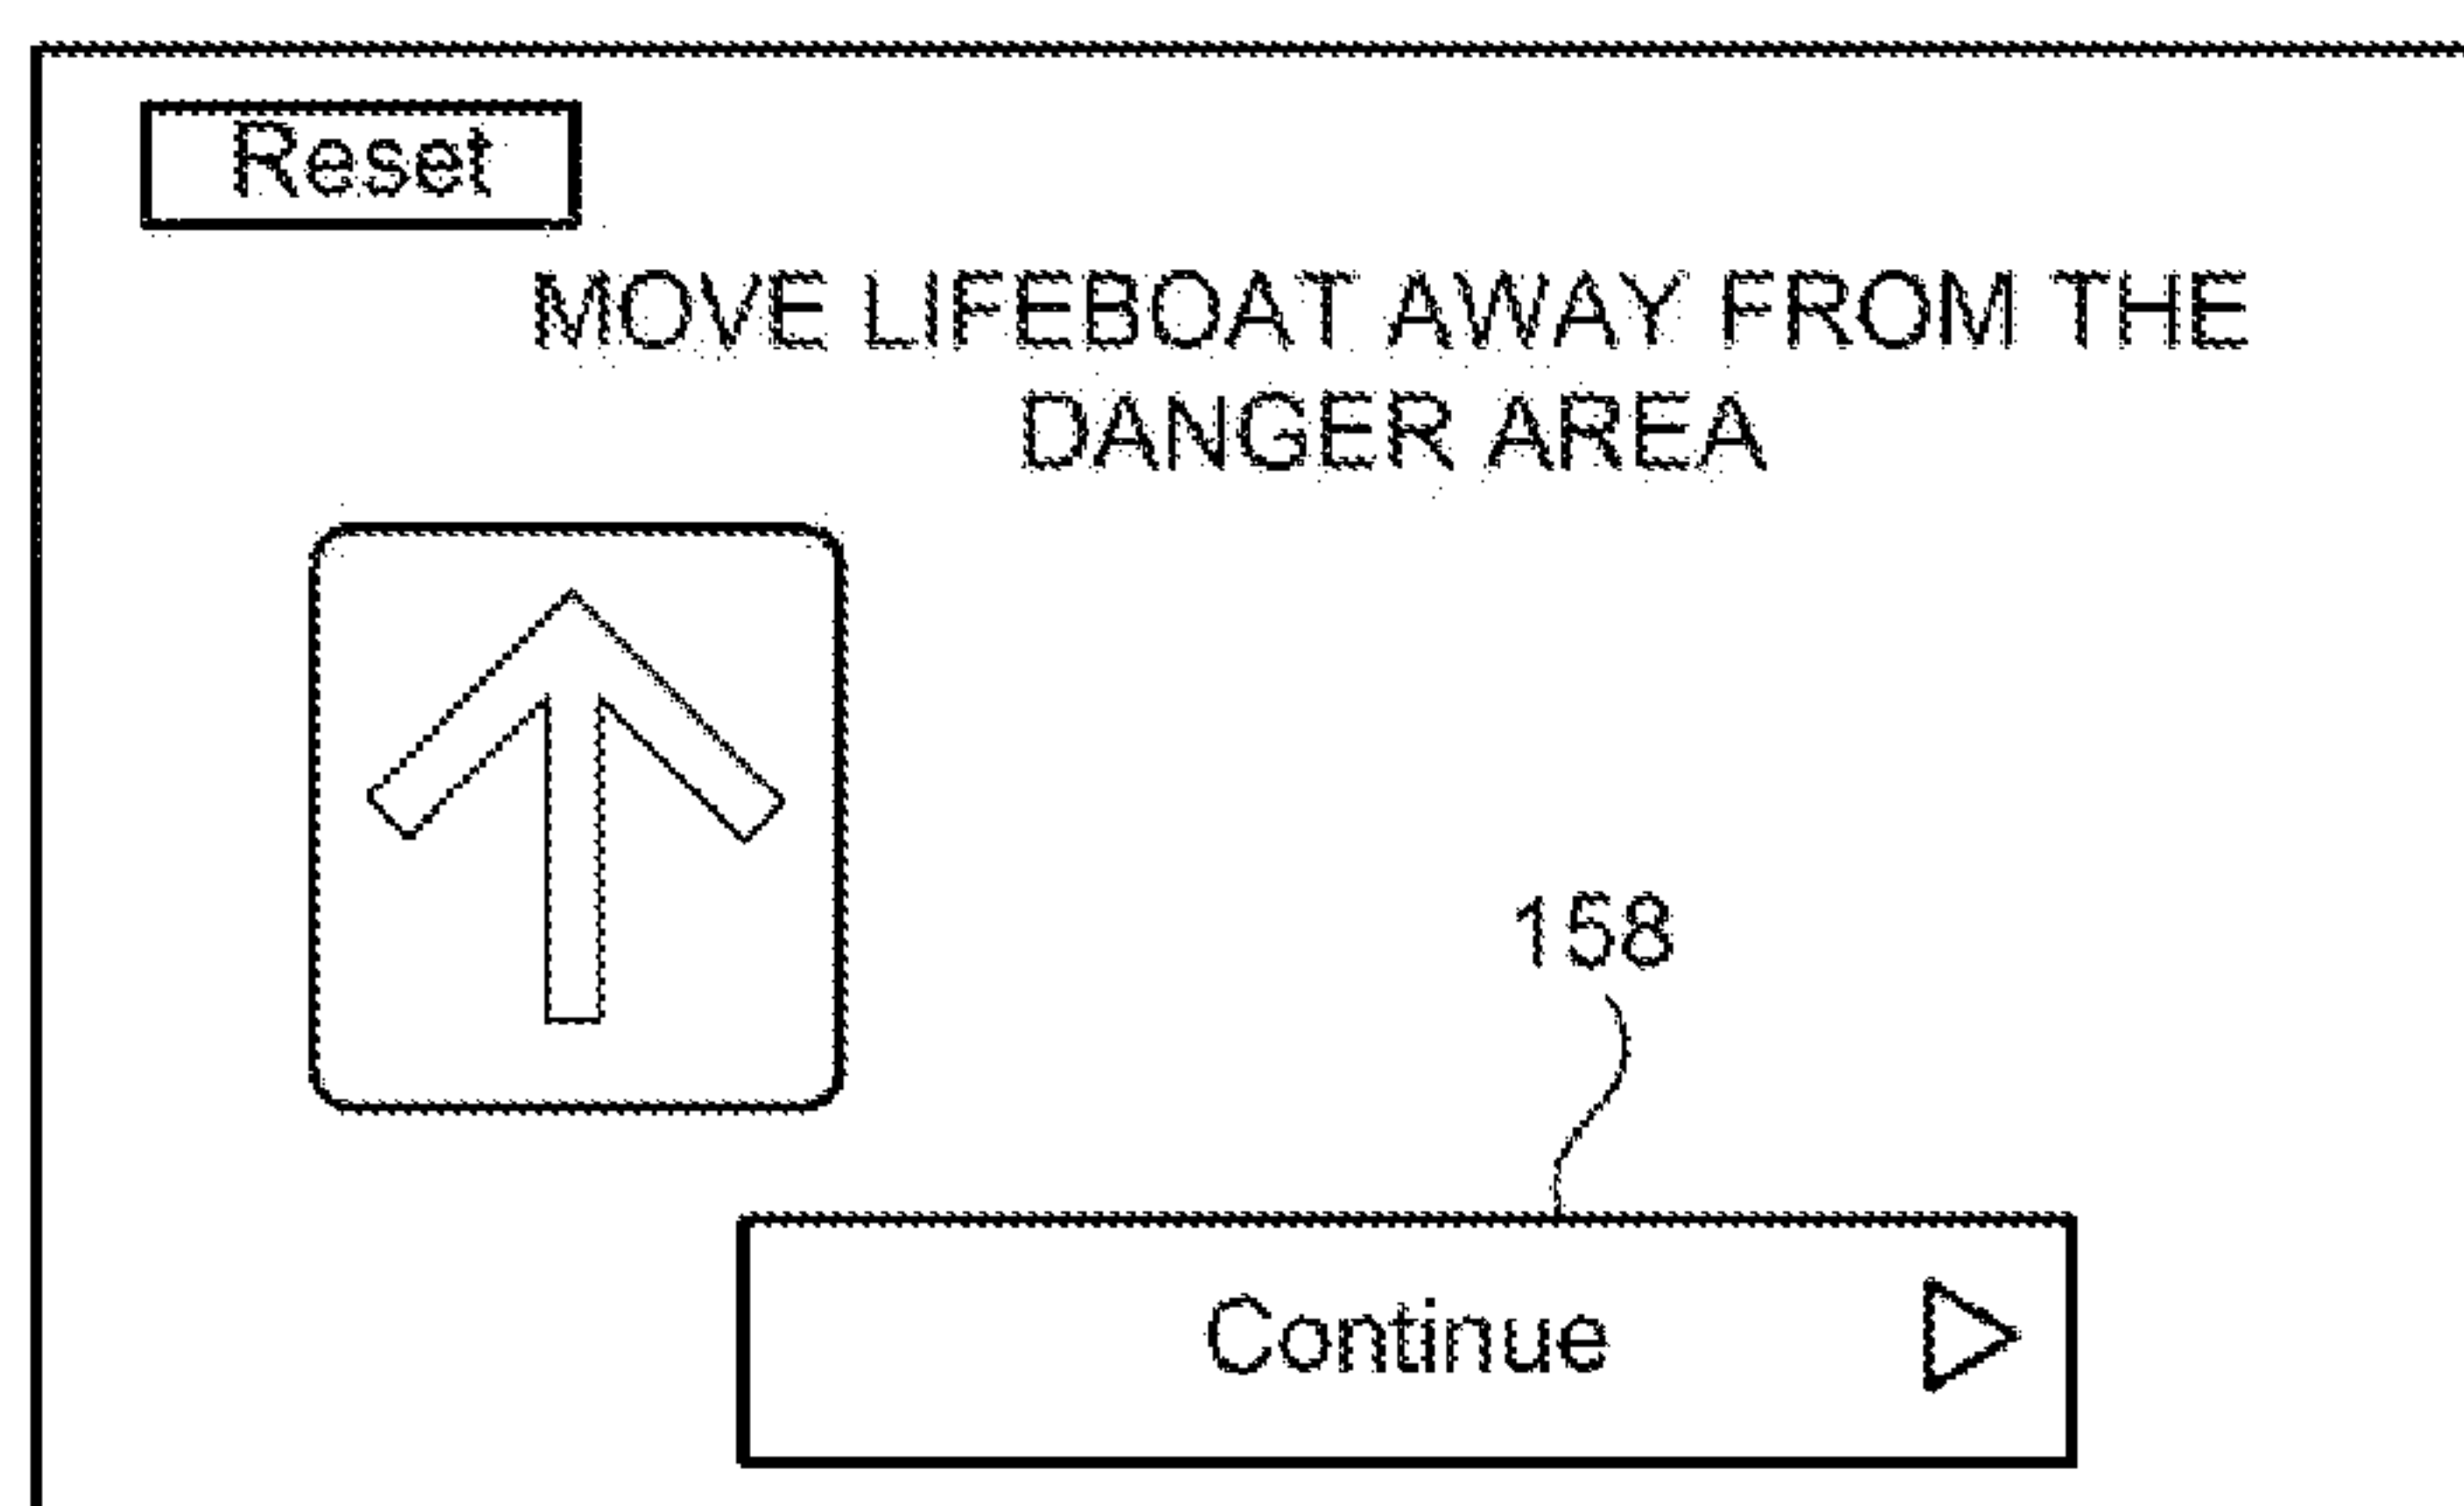 Reset
MOVE LIFEBOAT AWAY FROM THE
DANGER AREA
158
Continue